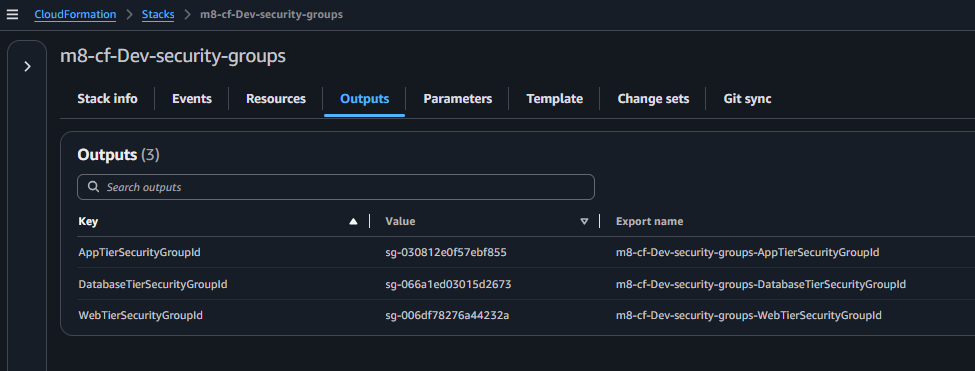 CloudFormation > Stacks > m8-cf-Dev-security-groups
m8-cf-Dev-security-groups
Stack info Events Resources Outputs Parameters Template Change sets Git sync
Outputs (3)
Search outputs
Key Value Export name
AppTierSecurityGroupId sg-030812e0f57ebf855 m8-cf-Dev-security-groups-AppTierSecurityGroupId
DatabaseTierSecurityGroupId sg-066a1ed03015d2673 m8-cf-Dev-security-groups-DatabaseTierSecurityGroupId
WebTierSecurityGroupId sg-006df78276a44232a m8-cf-Dev-security-groups-WebTierSecurityGroupId